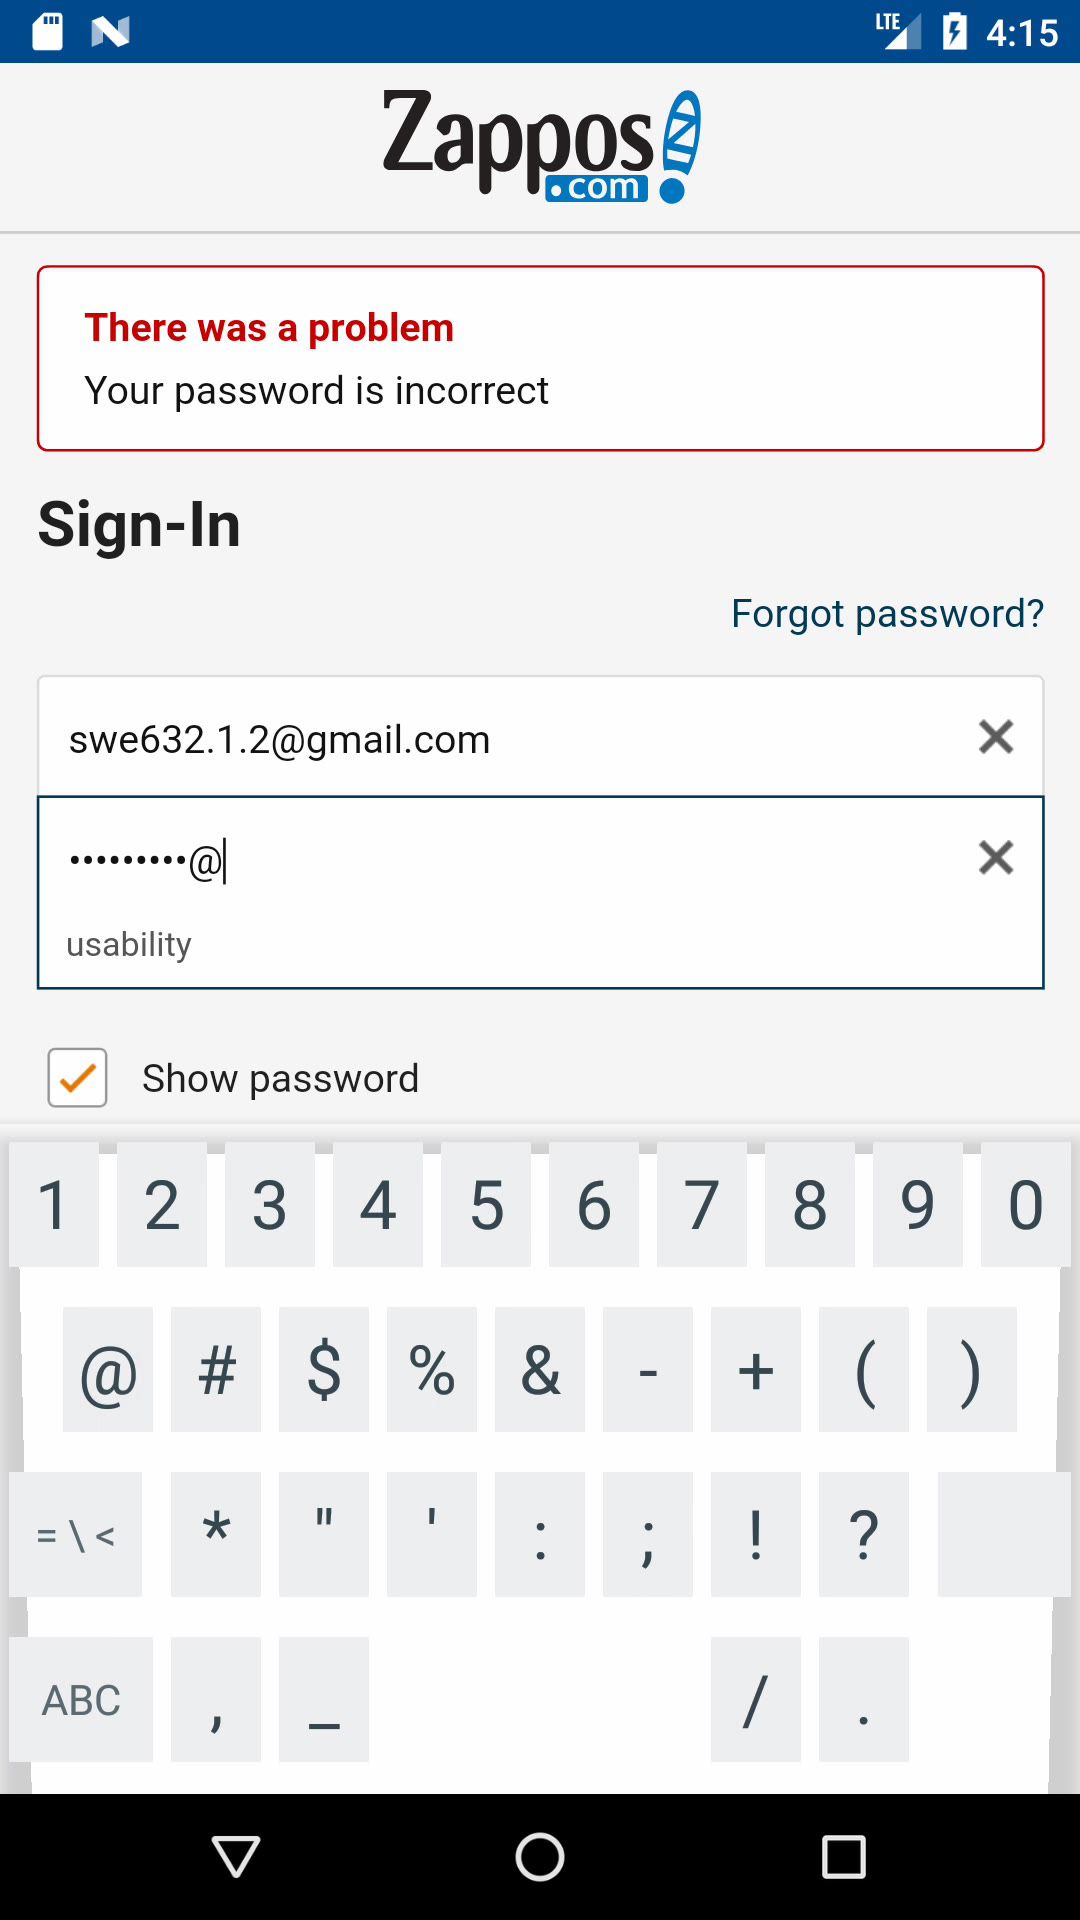 LTE 4:15
Zappos
.com
There was a problem
Your password is incorrect
Sign-In
Forgot password?
swe632.1.2@gmail.com
•••••••••@
usability
Show password
1 2 3 4 5 6 7 8 9 0
@ # $ % & - + ( )
= \ < * " ' : ; ! ?
ABC , _ / .